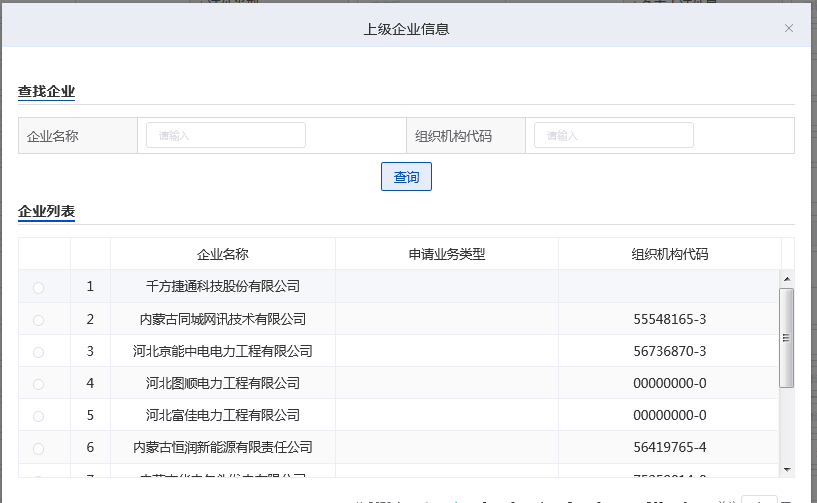 上级企业信息
查找企业
企业名称 请输入 组织机构代码 请输入
查询
企业列表
企业名称 申请业务类型 组织机构代码
1 千方捷通科技股份有限公司
2 内蒙古同城网讯技术有限公司 55548165-3
3 河北京能中电电力工程有限公司 56736870-3
4 河北图顺电力工程有限公司 00000000-0
5 河北富佳电力工程有限公司 00000000-0
6 内蒙古恒润新能源有限责任公司 56419765-4